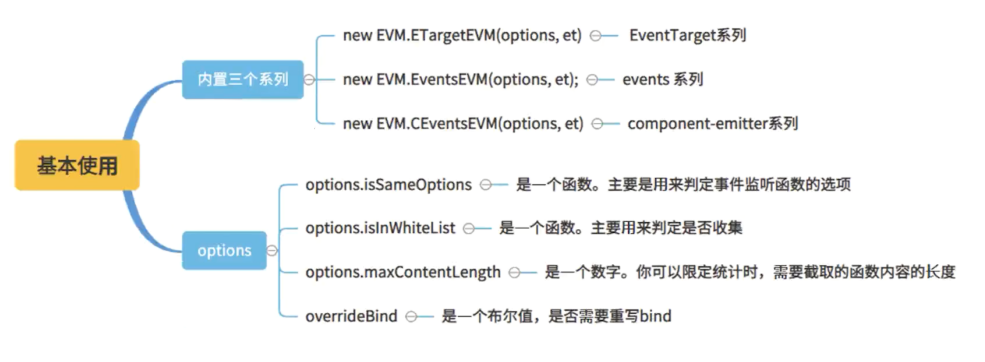 基本使用
内置三个系列
new EVM.ETargetEVM(options, et)
EventTarget系列
new EVM.EventsEVM(options, et);
events 系列
new EVM.CEventsEVM(options, et)
component-emitter系列
options
options.isSameOptions
是一个函数。主要是用来判定事件监听函数的选项
options.isInWhiteList
是一个函数。主要用来判定是否收集
options.maxContentLength
是一个数字。你可以限定统计时，需要截取的函数内容的长度
overrideBind
是一个布尔值，是否需要重写bind